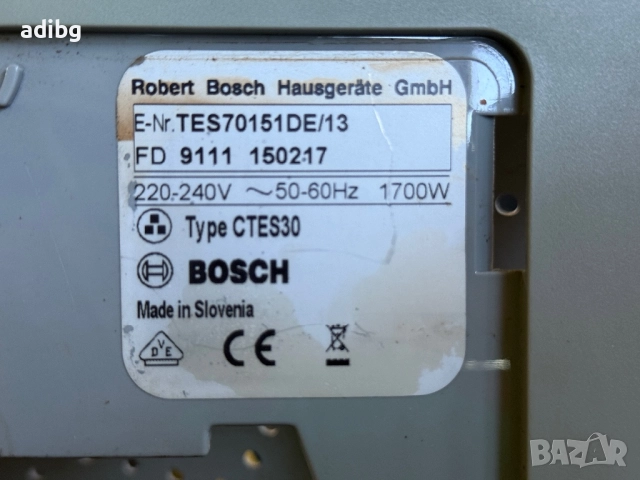 adibg
Robert Bosch Hausgeräte GmbH
E-Nr. TES70151DE/13
FD 9111 150217
220-240V ~50-60Hz 1700W
Type CTES30
BOSCH
Made in Slovenia
DVE
CE
BAZAR